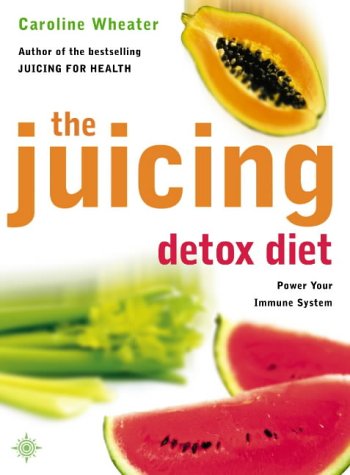 Caroline Wheater
Author of the bestselling
JUICING FOR HEALTH
the
juicing
detox diet
Power Your
Immune System